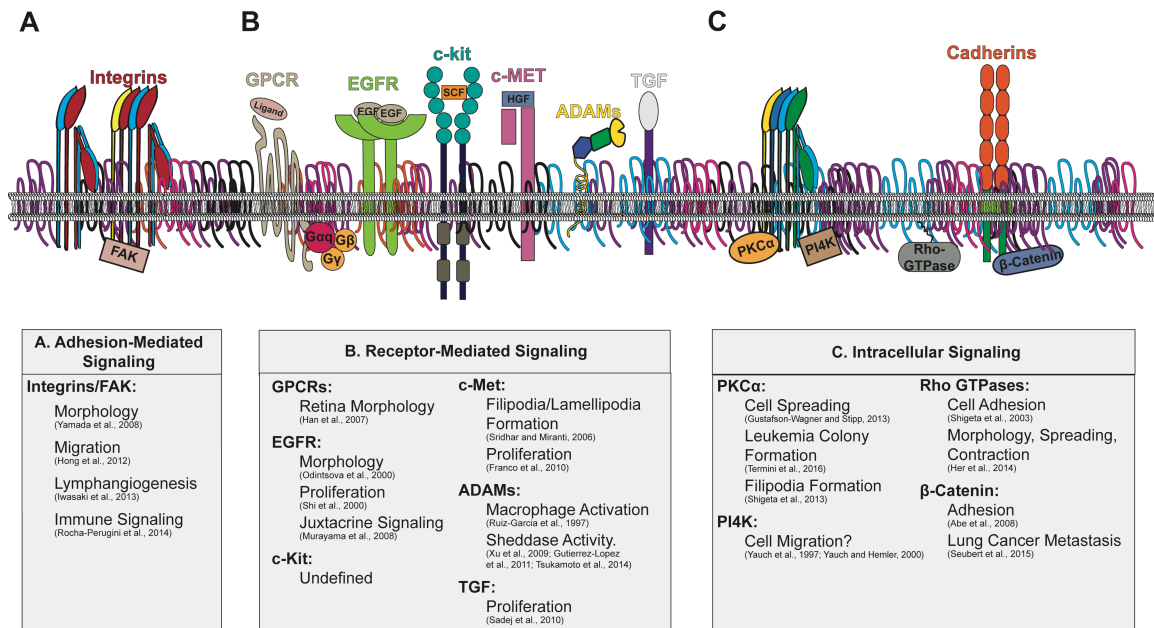 A
B
C
Integrins
GPCR
EGFR
c-kit
c-MET
ADAMs
TGF
Cadherins
Ligand
EGF
EGF
SCF
HGF
FAK
Gαq
Gβ
Gγ
PKCα
PI4K
Rho-
GTPase
β-Catenin
A. Adhesion-Mediated
Signaling
Integrins/FAK:
Morphology
(Yamada et al., 2008)
Migration
(Hong et al., 2012)
Lymphangiogenesis
(Iwasaki et al., 2013)
Immune Signaling
(Rocha-Perugini et al., 2014)
B. Receptor-Mediated Signaling
GPCRs:
Retina Morphology
(Han et al., 2007)
EGFR:
Morphology
(Odintsova et al., 2000)
Proliferation
(Shi et al., 2000)
Juxtacrine Signaling
(Murayama et al., 2008)
c-Kit:
Undefined
c-Met:
Filipodia/Lamellipodia
Formation
(Sridhar and Miranti, 2006)
Proliferation
(Franco et al., 2010)
ADAMs:
Macrophage Activation
(Ruiz-Garcia et al., 1997)
Sheddase Activity.
(Xu et al., 2009; Gutierrez-Lopez
et al., 2011; Tsukamoto et al., 2014)
TGF:
Proliferation
(Sadej et al., 2010)
C. Intracellular Signaling
PKCα:
Cell Spreading
(Gustafson-Wagner and Stipp, 2013)
Leukemia Colony
Formation
(Termini et al., 2016)
Filipodia Formation
(Shigeta et al., 2013)
PI4K:
Cell Migration?
(Yauch et al., 1997; Yauch and Hemler, 2000)
Rho GTPases:
Cell Adhesion
(Shigeta et al., 2003)
Morphology, Spreading,
Contraction
(Her et al., 2014)
β-Catenin:
Adhesion
(Abe et al., 2008)
Lung Cancer Metastasis
(Seubert et al., 2015)